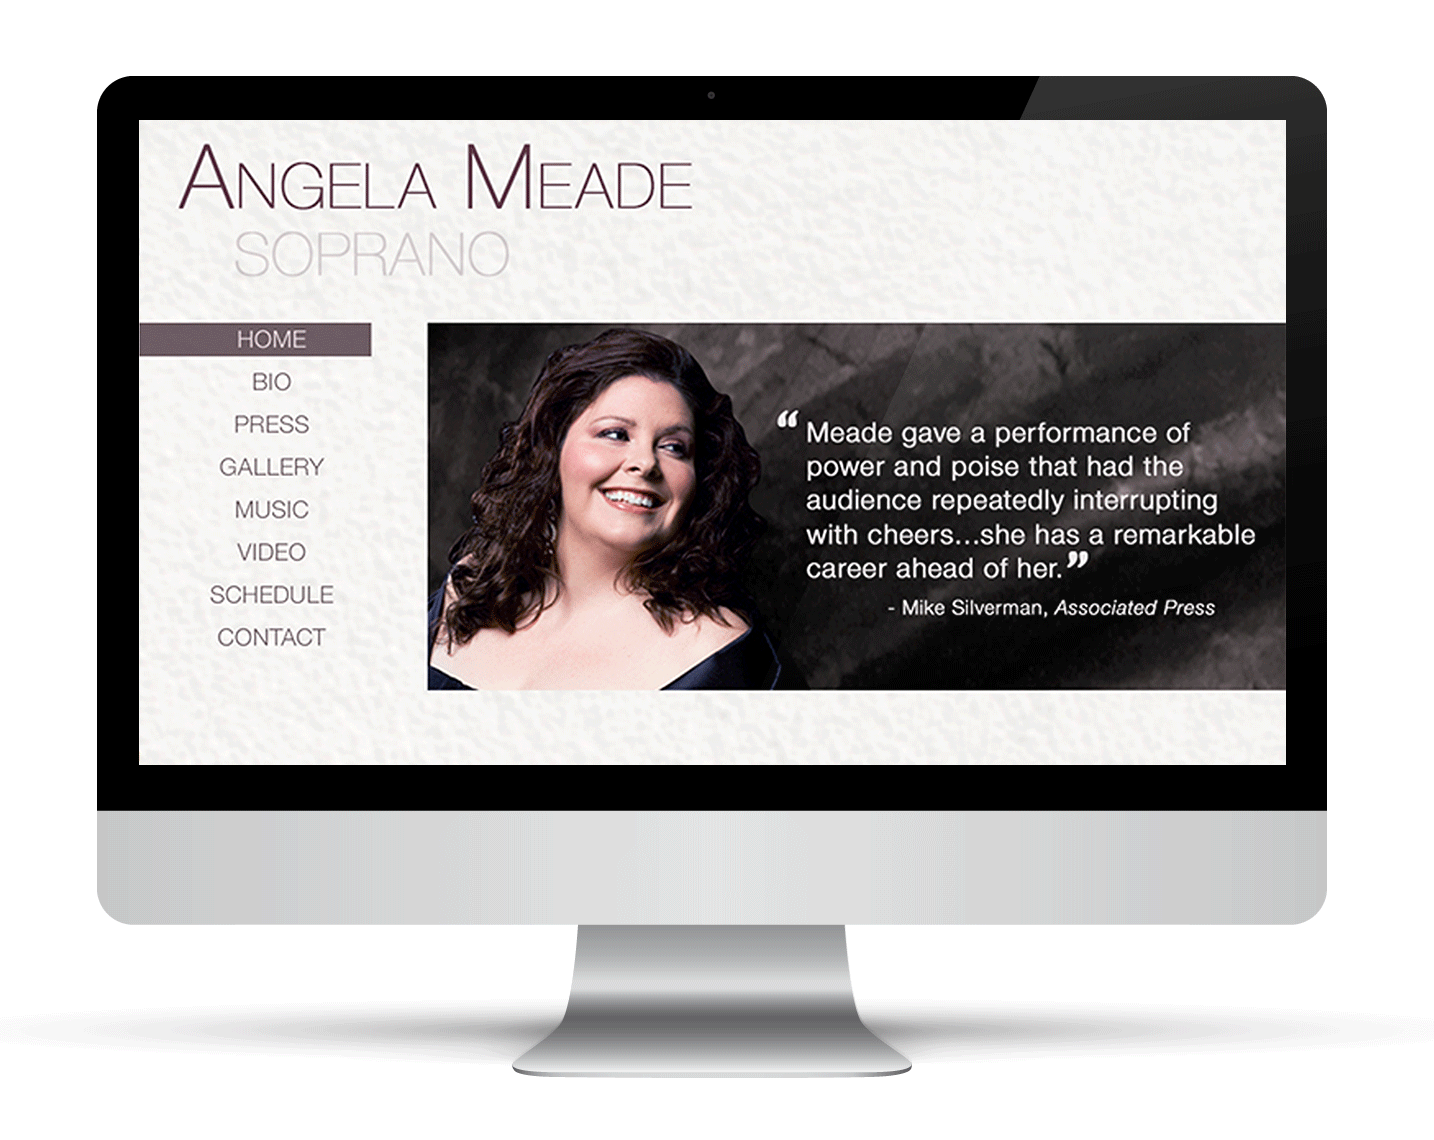 ANGELA MEADE
SOPRANO
HOME
BIO
PRESS
GALLERY
MUSIC
VIDEO
SCHEDULE
CONTACT
“Meade gave a performance of
power and poise that had the
audience repeatedly interrupting
with cheers...she has a remarkable
career ahead of her.”
- Mike Silverman, Associated Press